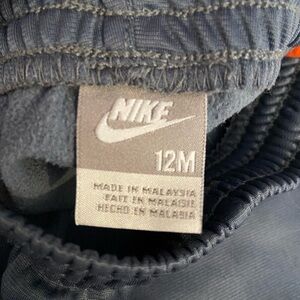 NIKE
12M
MADE IN MALAYSIA
FAIT EN MALAISIE
HECHO EN MALASIA